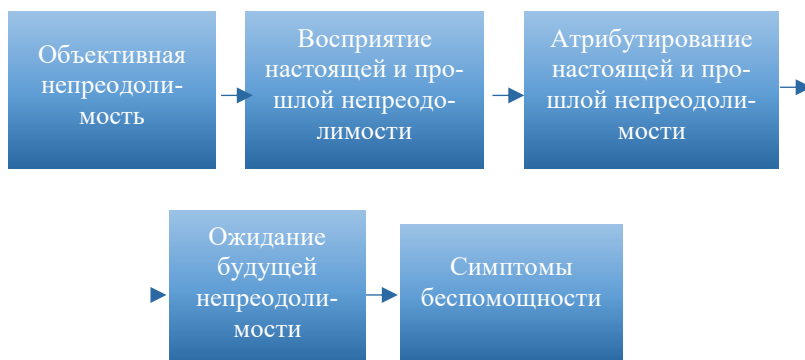 Объективная
непреодоли-
мость
Восприятие
настоящей и про-
шлой непреодо-
лимости
Атрибутирование
настоящей и про-
шлой непреодоли-
мости
Ожидание
будущей
непреодоли-
мости
Симптомы
беспомощности